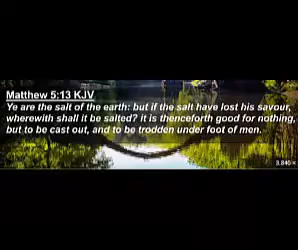 Matthew 5:13 KJV
Ye are the salt of the earth: but if the salt have lost his savour,
wherewith shall it be salted? it is thenceforth good for nothing,
but to be cast out, and to be trodden under foot of men.
3,840 ×